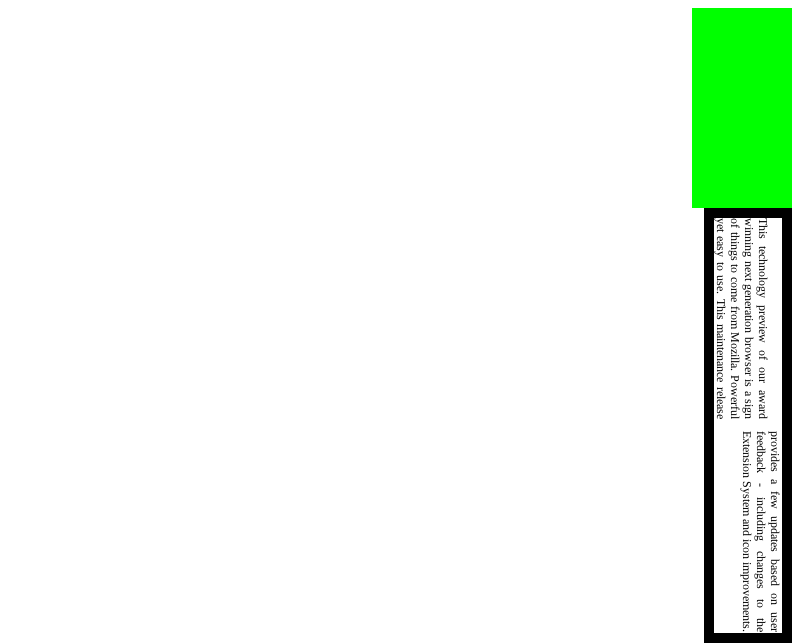 This technology preview of our award
winning next generation browser is a sign
of things to come from Mozilla. Powerful
yet easy to use. This maintenance release
provides a few updates based on user
feedback - including changes to the
Extension System and icon improvements.